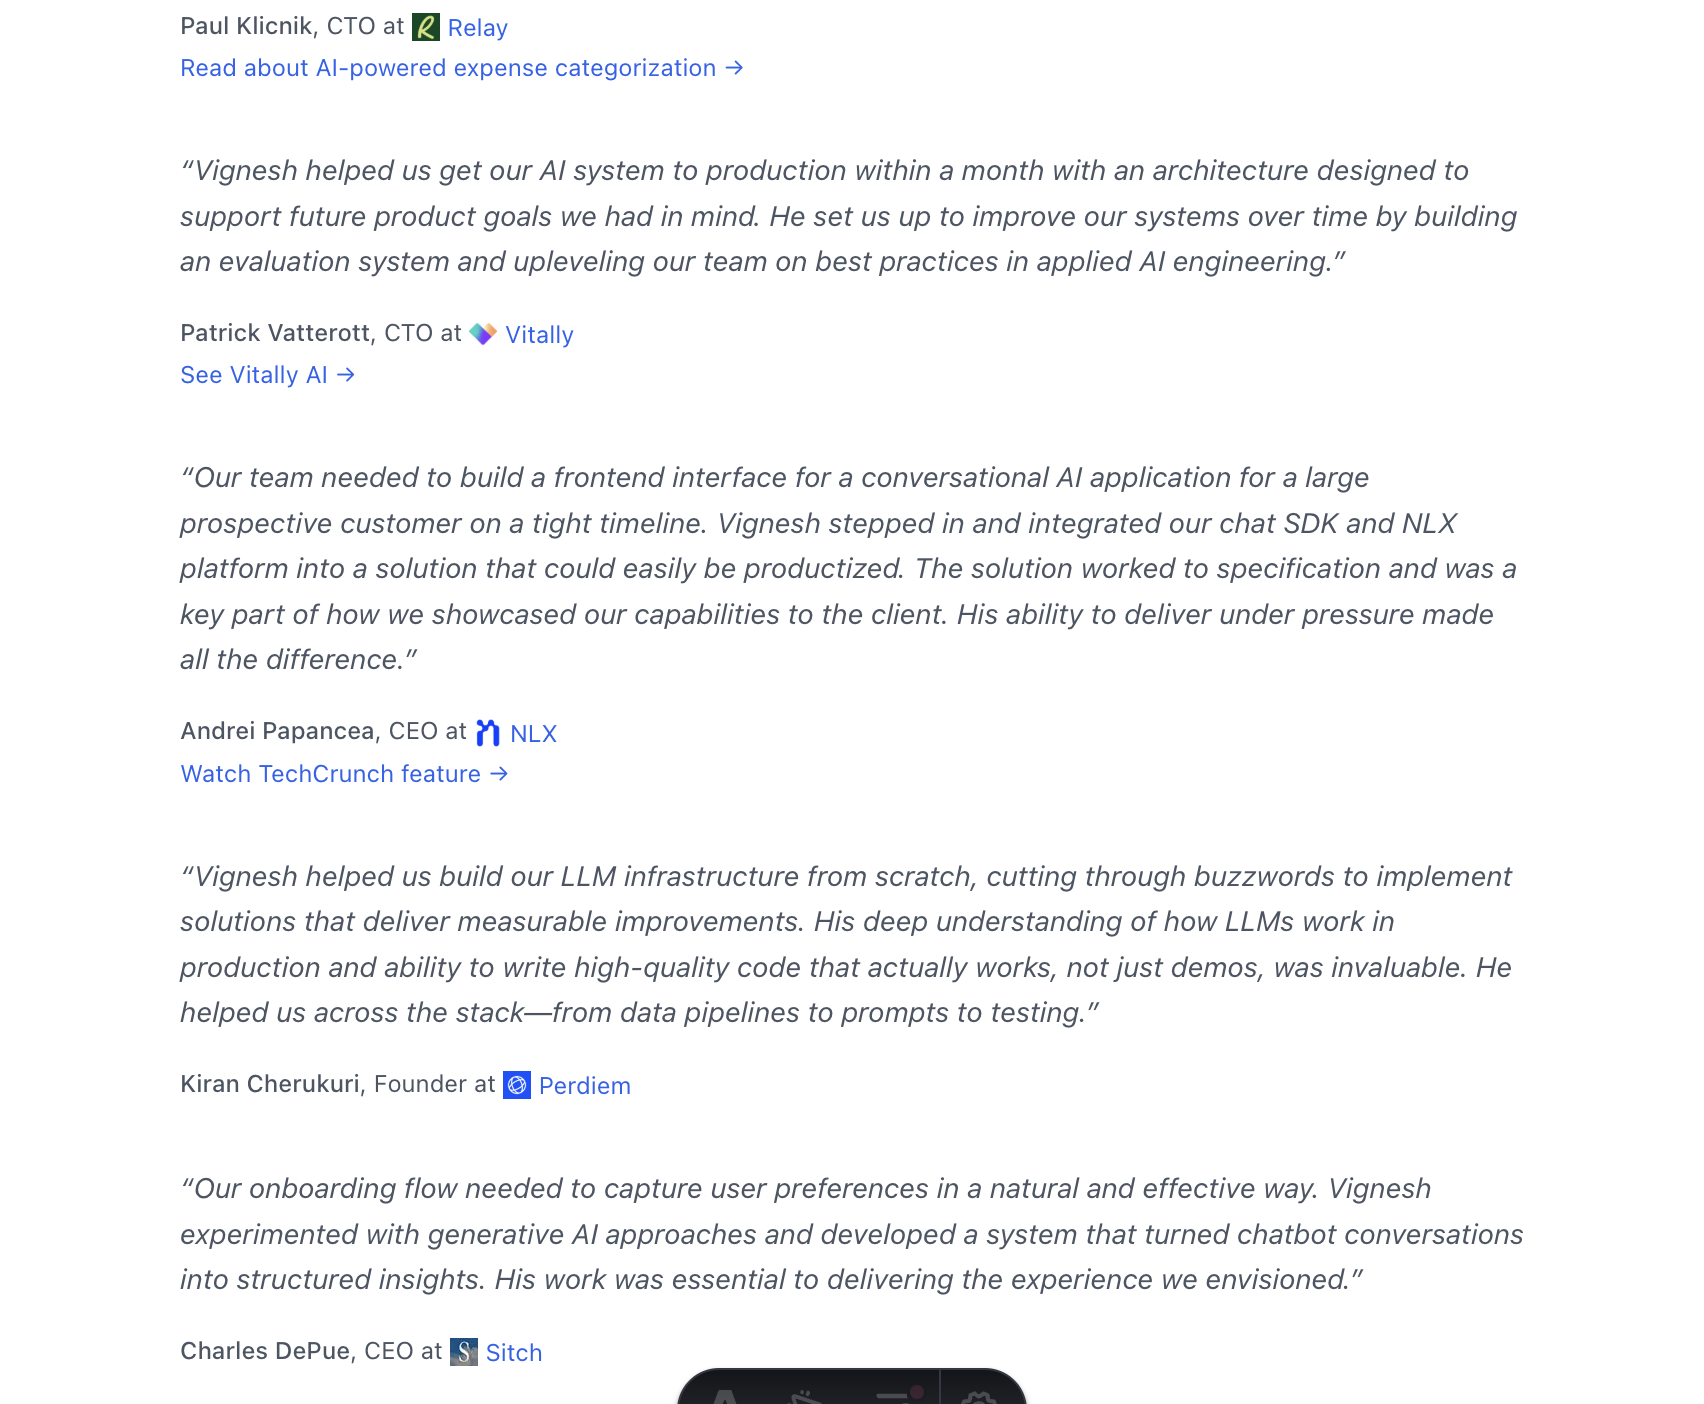 Paul Klicnik, CTO at Relay
Read about AI-powered expense categorization →
“Vignesh helped us get our AI system to production within a month with an architecture designed to
support future product goals we had in mind. He set us up to improve our systems over time by building
an evaluation system and upleveling our team on best practices in applied AI engineering.”
Patrick Vatterott, CTO at Vitally
See Vitally AI →
“Our team needed to build a frontend interface for a conversational AI application for a large
prospective customer on a tight timeline. Vignesh stepped in and integrated our chat SDK and NLX
platform into a solution that could easily be productized. The solution worked to specification and was a
key part of how we showcased our capabilities to the client. His ability to deliver under pressure made
all the difference.”
Andrei Papancea, CEO at NLX
Watch TechCrunch feature →
“Vignesh helped us build our LLM infrastructure from scratch, cutting through buzzwords to implement
solutions that deliver measurable improvements. His deep understanding of how LLMs work in
production and ability to write high-quality code that actually works, not just demos, was invaluable. He
helped us across the stack—from data pipelines to prompts to testing.”
Kiran Cherukuri, Founder at Perdiem
“Our onboarding flow needed to capture user preferences in a natural and effective way. Vignesh
experimented with generative AI approaches and developed a system that turned chatbot conversations
into structured insights. His work was essential to delivering the experience we envisioned.”
Charles DePue, CEO at Sitch